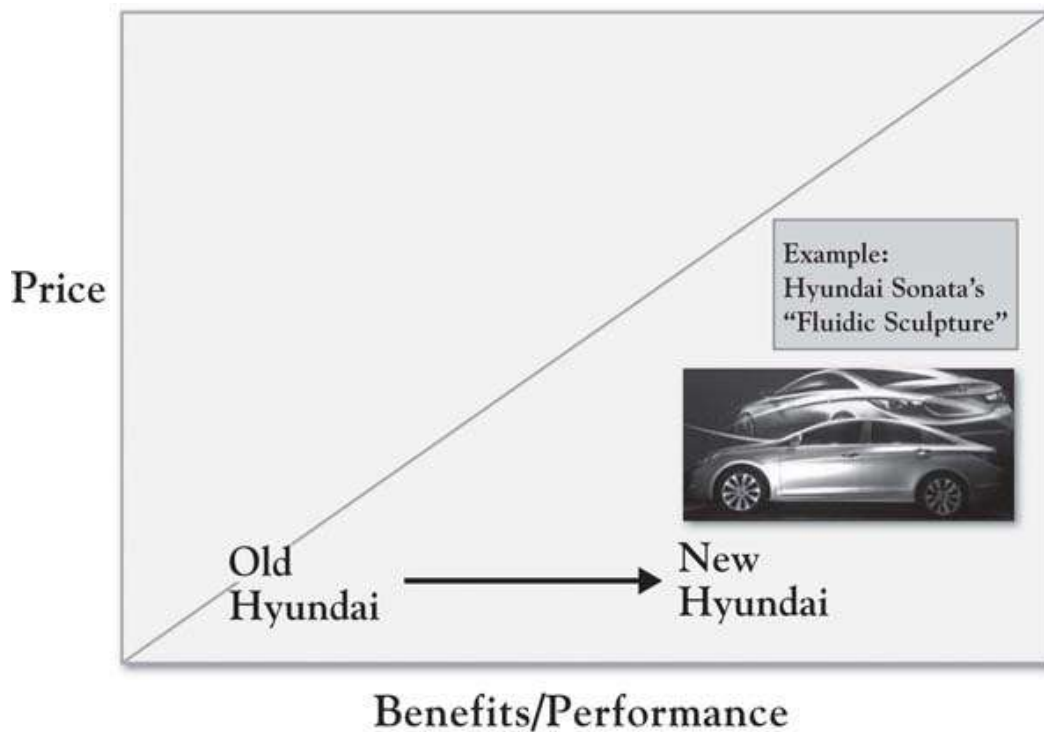 Price
Example:
Hyundai Sonata's
“Fluidic Sculpture”
Old
Hyundai
New
Hyundai
Benefits/Performance